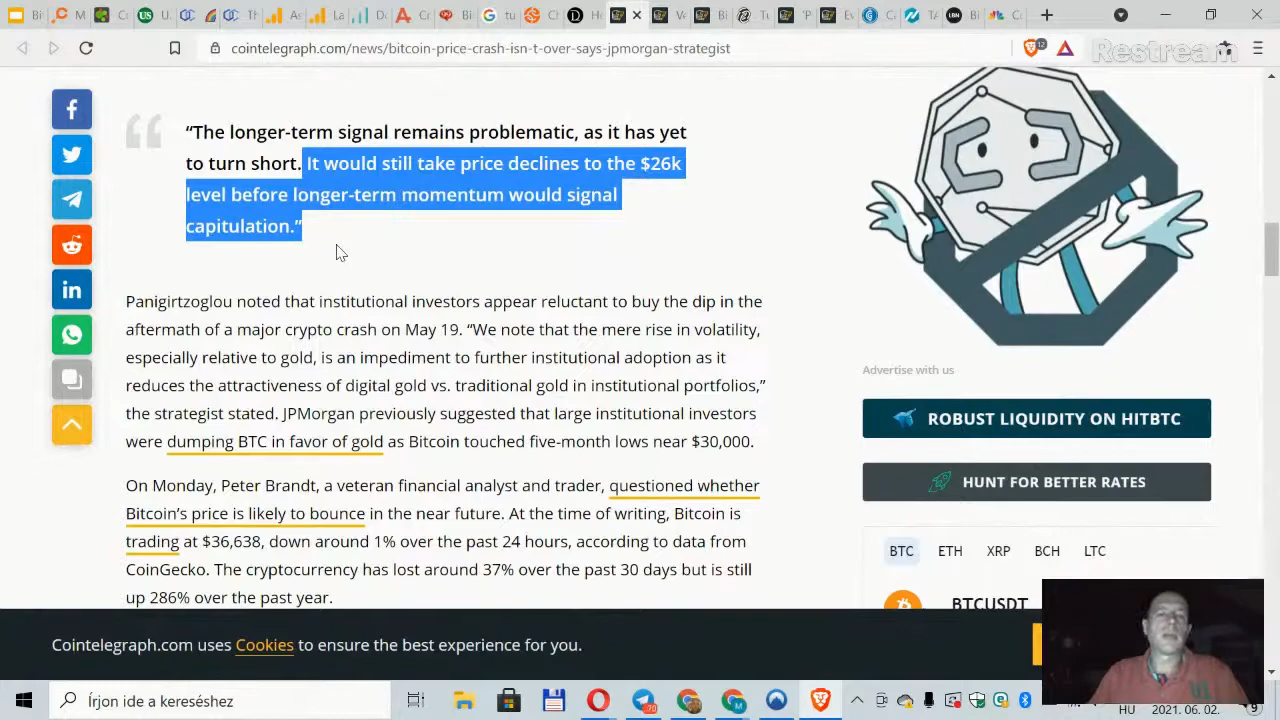 cointelegraph.com/news/bitcoin-price-crash-isn-t-over-says-jpmorgan-strategist
12
Restream
“The longer-term signal remains problematic, as it has yet
to turn short. It would still take price declines to the $26k
level before longer-term momentum would signal
capitulation.”
Panigirtzoglou noted that institutional investors appear reluctant to buy the dip in the
aftermath of a major crypto crash on May 19. “We note that the mere rise in volatility,
especially relative to gold, is an impediment to further institutional adoption as it
reduces the attractiveness of digital gold vs. traditional gold in institutional portfolios,”
the strategist stated. JPMorgan previously suggested that large institutional investors
were dumping BTC in favor of gold as Bitcoin touched five-month lows near $30,000.
On Monday, Peter Brandt, a veteran financial analyst and trader, questioned whether
Bitcoin’s price is likely to bounce in the near future. At the time of writing, Bitcoin is
trading at $36,638, down around 1% over the past 24 hours, according to data from
CoinGecko. The cryptocurrency has lost around 37% over the past 30 days but is still
up 286% over the past year.
Advertise with us
ROBUST LIQUIDITY ON HITBTC
HUNT FOR BETTER RATES
BTC ETH XRP BCH LTC
BTCUSDT
Cointelegraph.com uses Cookies to ensure the best experience for you.
Írjon ide a kereséshez
70
HU
2021. 06. 02.